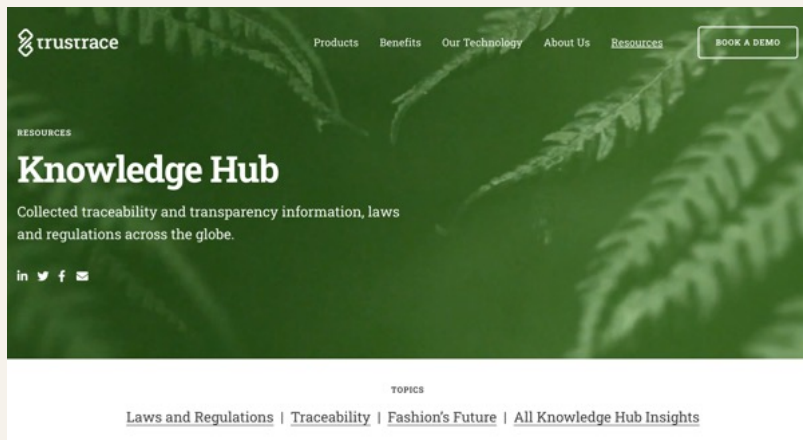 trustrace
Products Benefits Our Technology About Us Resources BOOK A DEMO
RESOURCES
Knowledge Hub
Collected traceability and transparency information, laws
and regulations across the globe.
TOPICS
Laws and Regulations | Traceability | Fashion's Future | All Knowledge Hub Insights